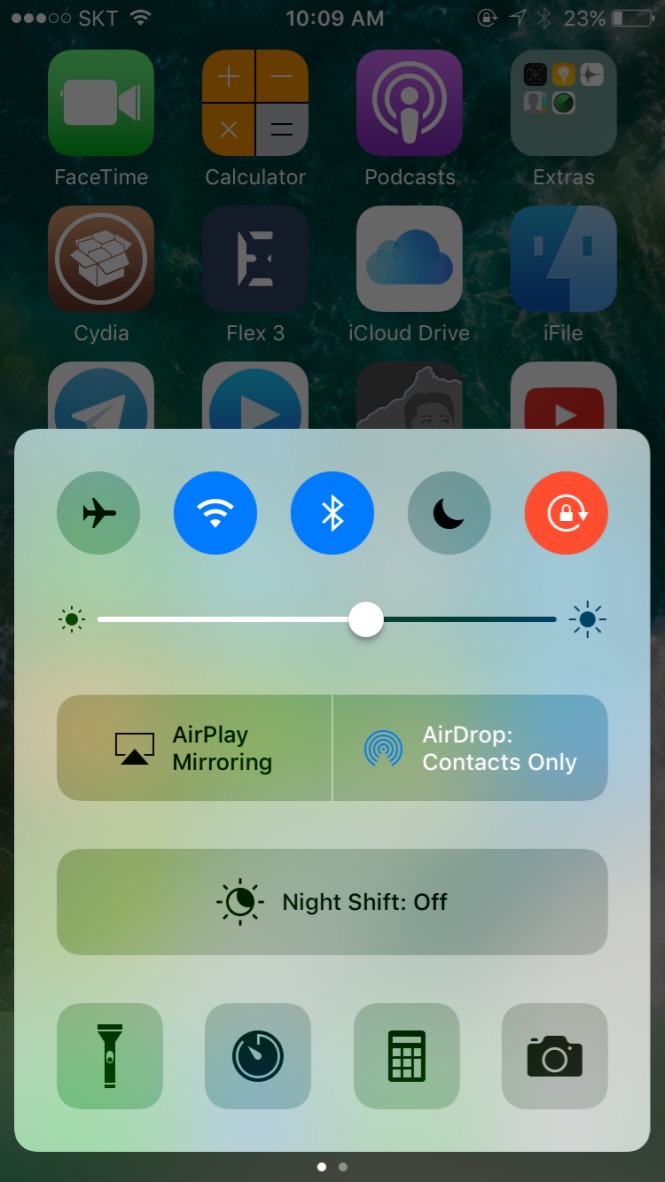 SKT 10:09 AM 23%
FaceTime Calculator Podcasts Extras
Cydia Flex 3 iCloud Drive iFile
AirPlay
Mirroring
AirDrop:
Contacts Only
Night Shift: Off